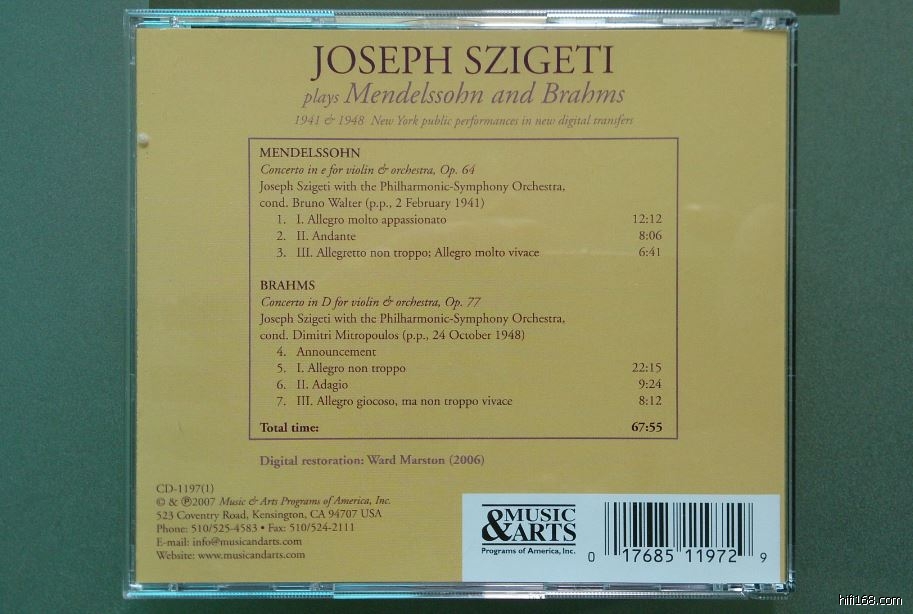 JOSEPH SZIGETI
plays Mendelssohn and Brahms
1941 & 1948 New York public performances in new digital transfers
MENDELSSOHN
Concerto in e for violin & orchestra, Op. 64
Joseph Szigeti with the Philharmonic-Symphony Orchestra,
cond. Bruno Walter (p.p., 2 February 1941)
1. I. Allegro molto appassionato 12:12
2. II. Andante 8:06
3. III. Allegretto non troppo; Allegro molto vivace 6:41
BRAHMS
Concerto in D for violin & orchestra, Op. 77
Joseph Szigeti with the Philharmonic-Symphony Orchestra,
cond. Dimitri Mitropoulos (p.p., 24 October 1948)
4. Announcement
5. I. Allegro non troppo 22:15
6. II. Adagio 9:24
7. III. Allegro giocoso, ma non troppo vivace 8:12
Total time: 67:55
Digital restoration: Ward Marston (2006)
CD-1197(1)
© & ℗2007 Music & Arts Programs of America, Inc.
523 Coventry Road, Kensington, CA 94707 USA
Phone: 510/525-4583 • Fax: 510/524-2111
E-mail: info@musicandarts.com
Website: www.musicandarts.com
MUSIC
& ARTS
Programs of America, Inc.
0 17685 11972 9
hifi168.com